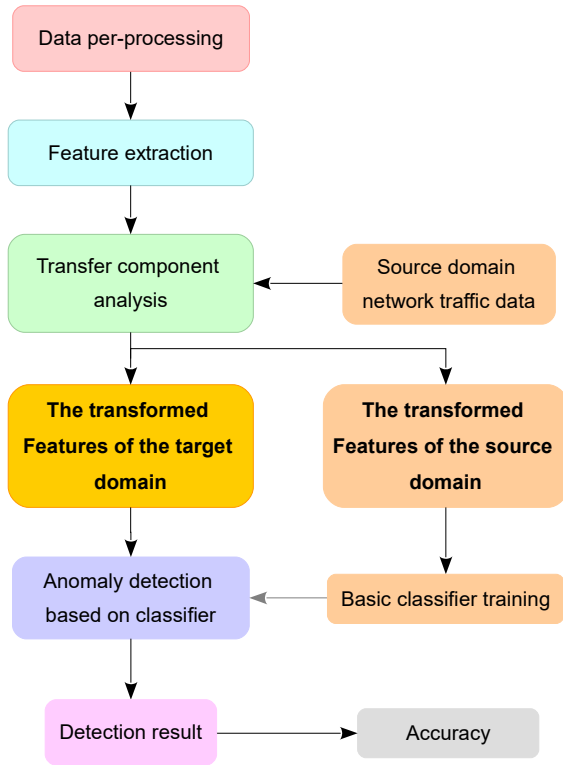 Data per-processing
Feature extraction
Transfer component
analysis
Source domain
network traffic data
The transformed
Features of the target
domain
The transformed
Features of the source
domain
Anomaly detection
based on classifier
Basic classifier training
Detection result
Accuracy